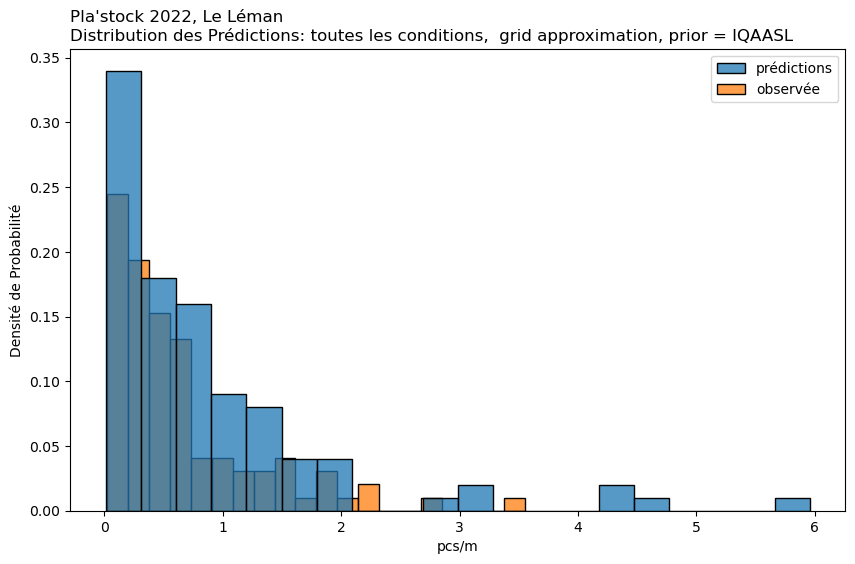 Pla'stock 2022, Le Léman
Distribution des Prédictions: toutes les conditions,  grid approximation, prior = IQAASL
prédictions
observée
Densité de Probabilité
0.35
0.30
0.25
0.20
0.15
0.10
0.05
0.00
0 1 2 3 4 5 6
pcs/m